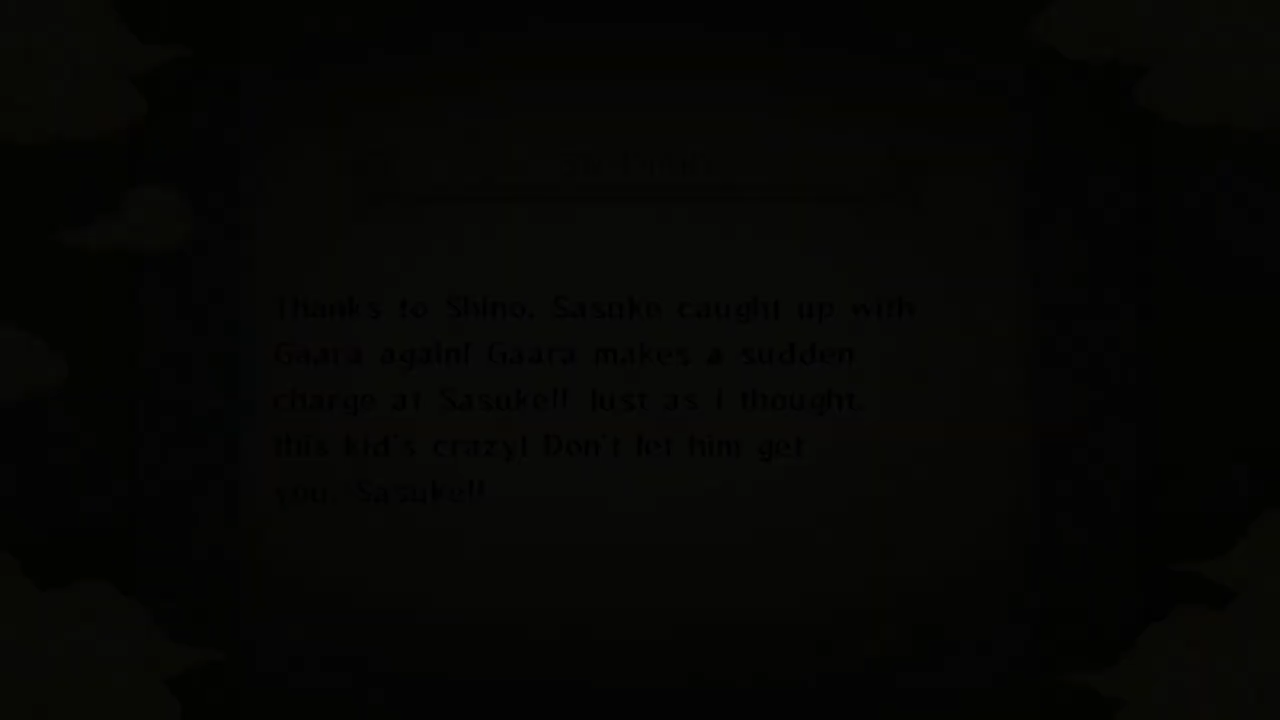 Thanks to Shino, Sasuke caught up with
Gaara again! Gaara makes a sudden
charge at Sasuke!! Just as I thought,
this kid's crazy! Don't let him get
you, Sasuke!!